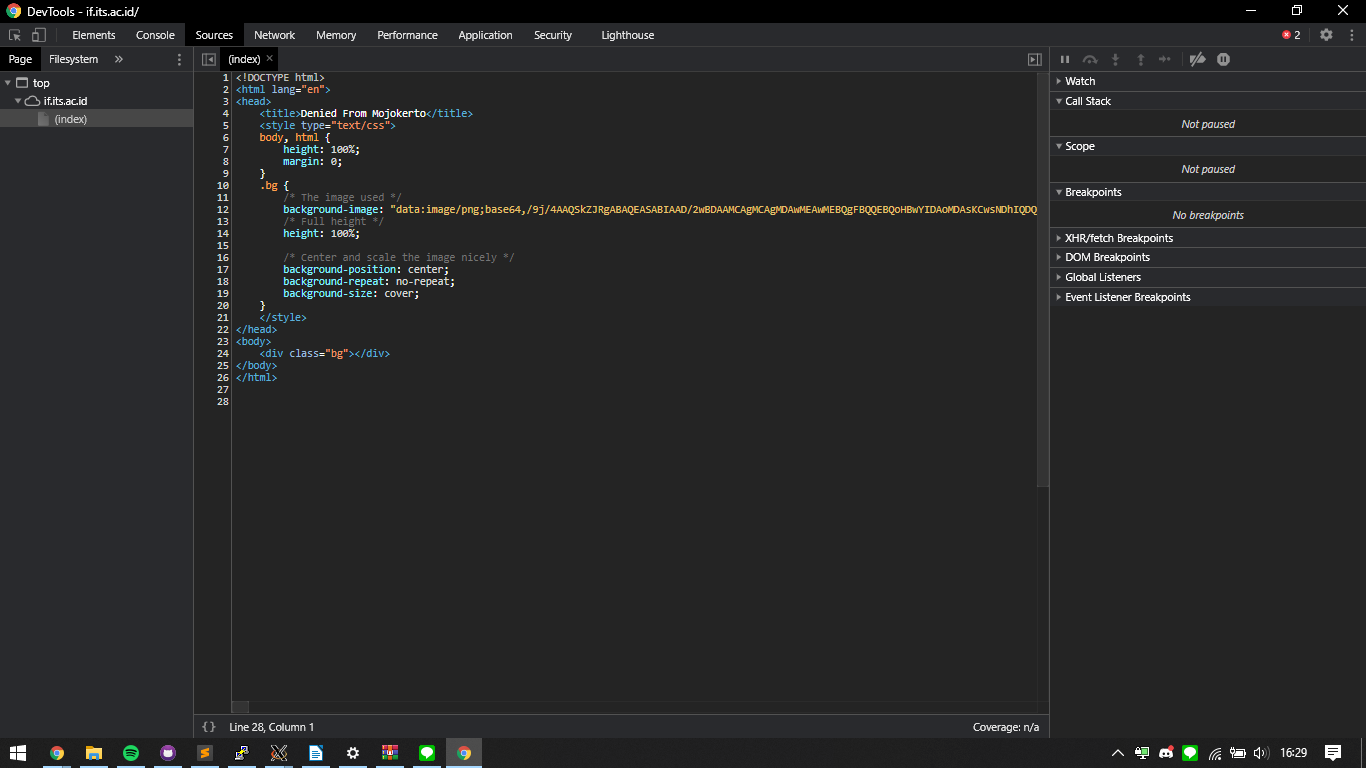 DevTools - if.its.ac.id/
Elements Console Sources Network Memory Performance Application Security Lighthouse 2
Page Filesystem » (index) ×
top
if.its.ac.id
(index)
1 <!DOCTYPE html>
2 <html lang="en">
3 <head>
4 <title>Denied From Mojokerto</title>
5 <style type="text/css">
6 body, html {
7 height: 100%;
8 margin: 0;
9 }
10 .bg {
11 /* The image used */
12 background-image: "data:image/png;base64,/9j/4AAQSkZJRgABAQEASABIAAD/2wBDAAMCAgMCAgMDAwMEAwMEBQgFBQQEBQoHBwYIDAoMDAsKCwsNDhIQDQ
13 /* Full height */
14 height: 100%;
15
16 /* Center and scale the image nicely */
17 background-position: center;
18 background-repeat: no-repeat;
19 background-size: cover;
20 }
21 </style>
22 </head>
23 <body>
24 <div class="bg"></div>
25 </body>
26 </html>
27
28
Watch
Call Stack
Not paused
Scope
Not paused
Breakpoints
No breakpoints
XHR/fetch Breakpoints
DOM Breakpoints
Global Listeners
Event Listener Breakpoints
{} Line 28, Column 1 Coverage: n/a
16:29